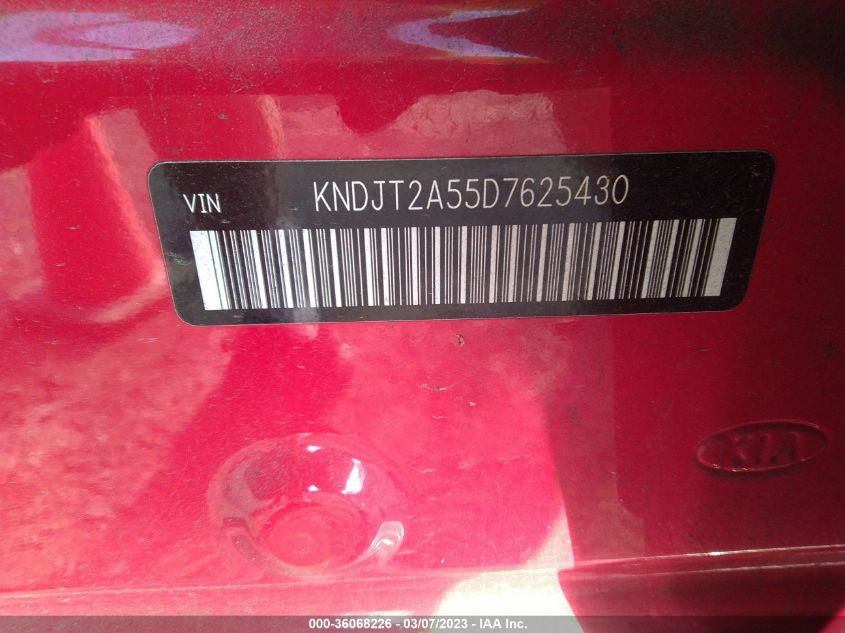 VIN KNDJT2A55D7625430
KIA
000-36068226 - 03/07/2023 - IAA Inc.